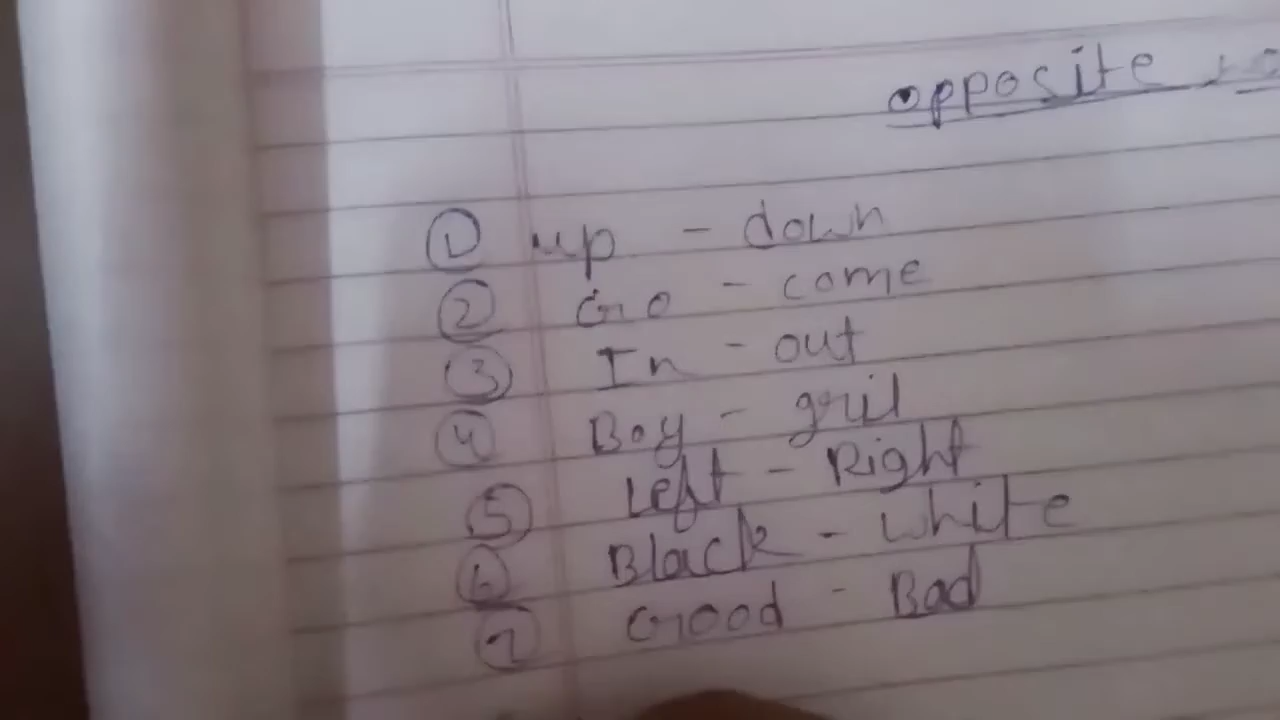 opposite
① up - down
② Go - come
③ In - out
④ Boy - gril
⑤ Left - Right
⑥ Black - white
⑦ Good - Bad